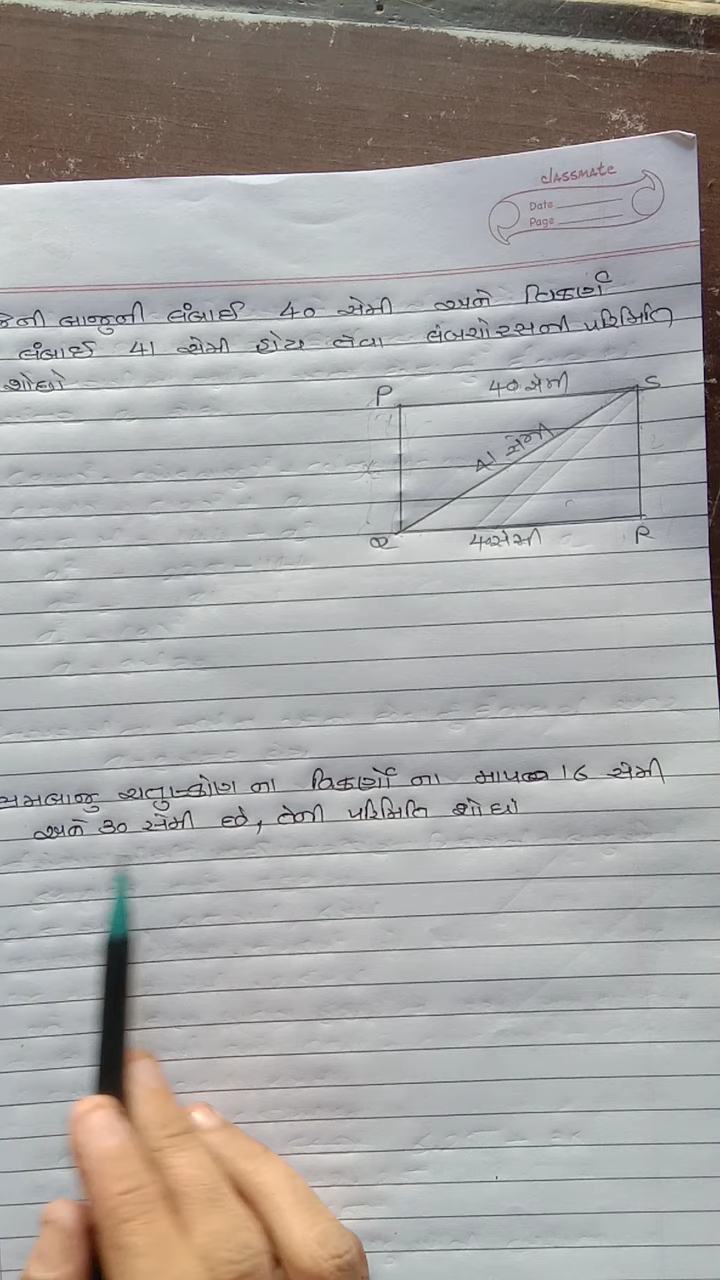 classmate
Date
Page
જેની બાજુની લંબાઈ 40 સેમી અને વિકર્ણ
લંબાઈ 41 સેમી હોય તેવા લંબચોરસની પરિમિતિ
શોધો
P 40 સેમી S
41 સેમી
Q 40સેમી R
સમબાજુ ચતુષ્કોણ ના વિકર્ણો ના માપ 16 સેમી
અને 30 સેમી છે, તેની પરિમિતિ શોધો